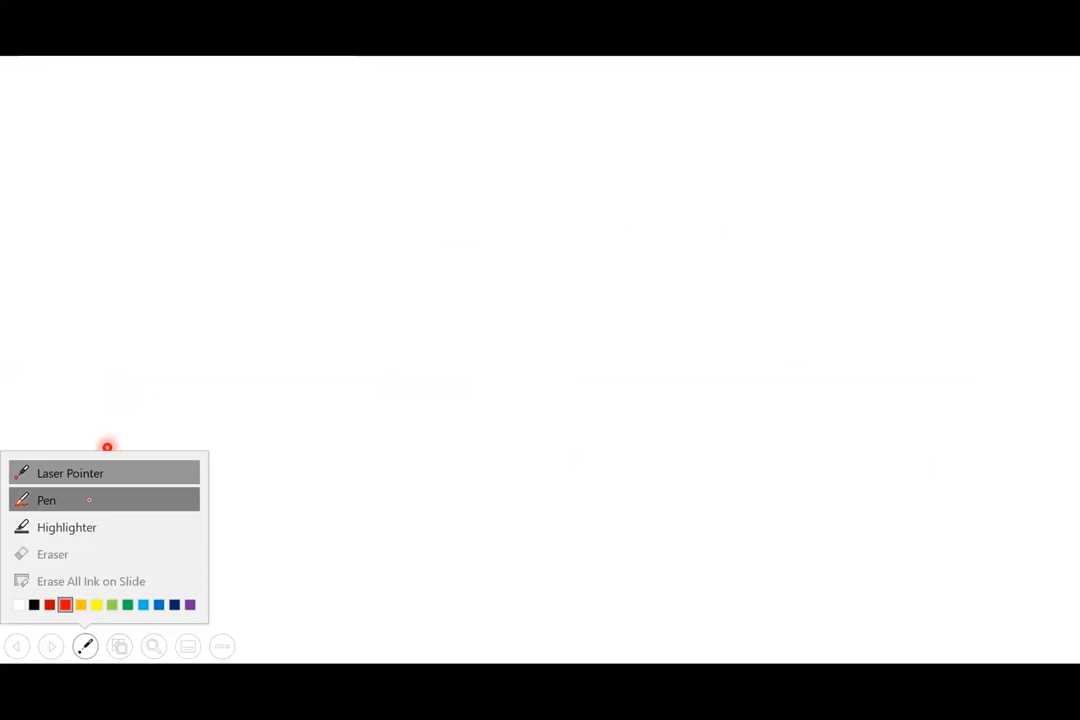 Laser Pointer
Pen
Highlighter
Eraser
Erase All Ink on Slide